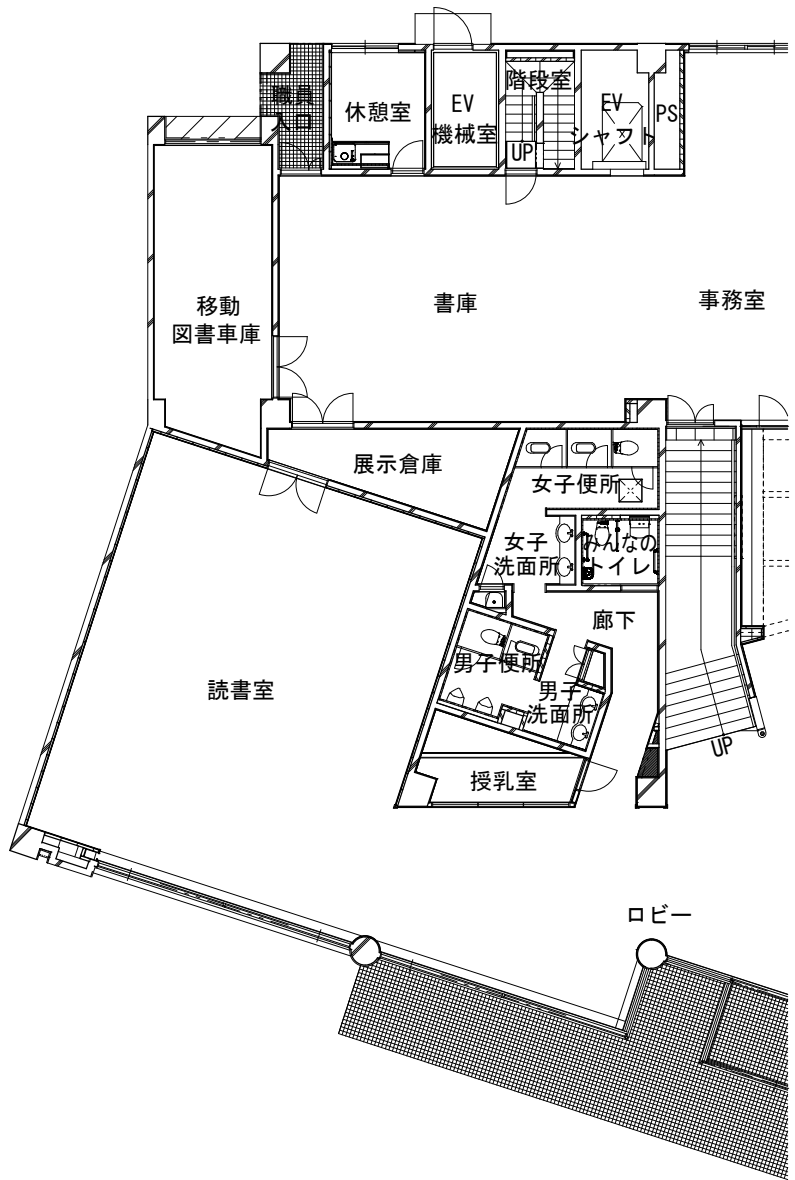 職員
入口
休憩室
EV
機械室
階段室
UP
EV
シャフト
PS
移動
図書車庫
書庫
事務室
展示倉庫
女子便所
女子
洗面所
みんなの
トイレ
廊下
男子便所
男子
洗面所
読書室
授乳室
UP
ロビー